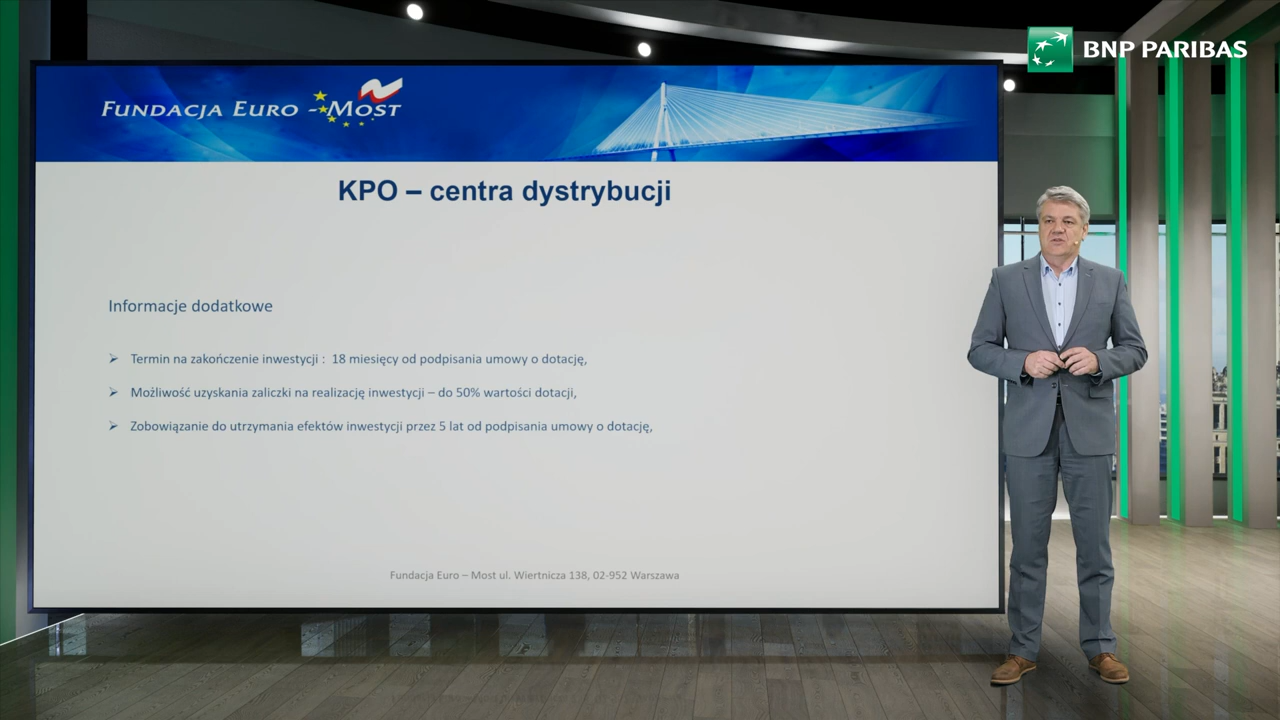 BNP PARIBAS
FUNDACJA EURO - MOST
KPO – centra dystrybucji
Informacje dodatkowe
➢ Termin na zakończenie inwestycji : 18 miesięcy od podpisania umowy o dotację,
➢ Możliwość uzyskania zaliczki na realizację inwestycji – do 50% wartości dotacji,
➢ Zobowiązanie do utrzymania efektów inwestycji przez 5 lat od podpisania umowy o dotację,
Fundacja Euro – Most ul. Wiertnicza 138, 02-952 Warszawa